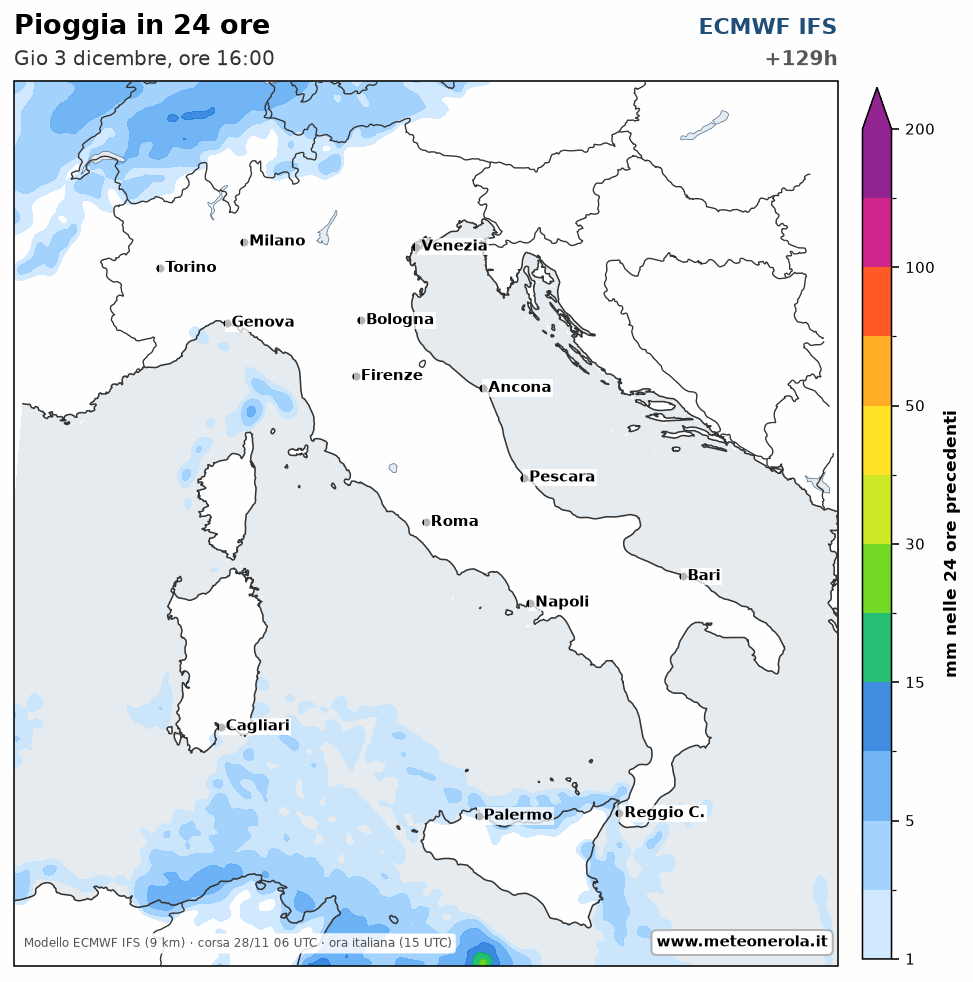 Pioggia in 24 ore
ECMWF IFS
Gio 3 dicembre, ore 16:00
+129h
Milano
Venezia
Torino
Genova
Bologna
Firenze
Ancona
Pescara
Roma
Bari
Napoli
Cagliari
Palermo
Reggio C.
200
100
50
30
15
5
1
mm nelle 24 ore precedenti
Modello ECMWF IFS (9 km) · corsa 28/11 06 UTC · ora italiana (15 UTC)
www.meteonerola.it